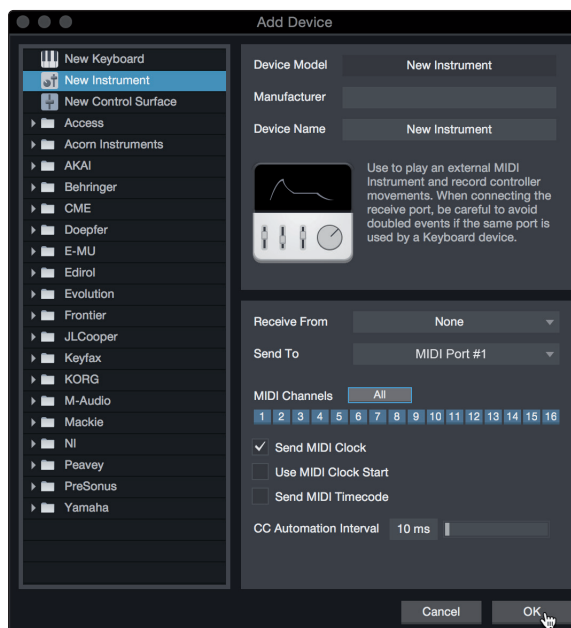 Add Device
New Keyboard
New Instrument
New Control Surface
Access
Acorn Instruments
AKAI
Behringer
CME
Doepfer
E-MU
Edirol
Evolution
Frontier
JLCooper
Keyfax
KORG
M-Audio
Mackie
NI
Peavey
PreSonus
Yamaha
Device Model New Instrument
Manufacturer
Device Name New Instrument
Use to play an external MIDI
Instrument and record controller
movements. When connecting the
receive port, be careful to avoid
doubled events if the same port is
used by a Keyboard device.
Receive From None
Send To MIDI Port #1
MIDI Channels All
1 2 3 4 5 6 7 8 9 10 11 12 13 14 15 16
Send MIDI Clock
Use MIDI Clock Start
Send MIDI Timecode
CC Automation Interval 10 ms
Cancel OK